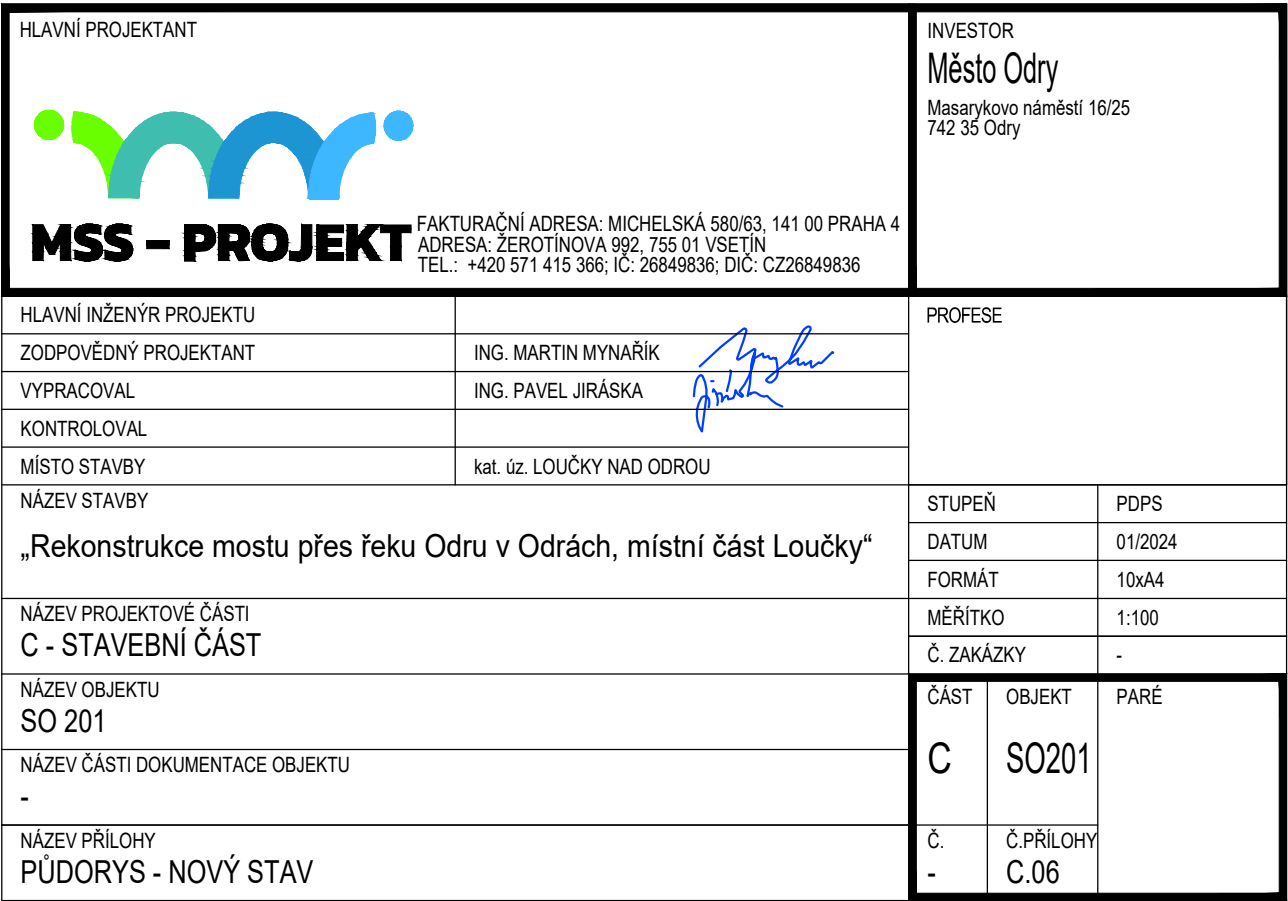 HLAVNÍ PROJEKTANT
MSS – PROJEKT
FAKTURAČNÍ ADRESA: MICHELSKÁ 580/63, 141 00 PRAHA 4
ADRESA: ŽEROTÍNOVA 992, 755 01 VSETÍN
TEL.: +420 571 415 366; IČ: 26849836; DIČ: CZ26849836
INVESTOR
Město Odry
Masarykovo náměstí 16/25
742 35 Odry
HLAVNÍ INŽENÝR PROJEKTU
ZODPOVĚDNÝ PROJEKTANT ING. MARTIN MYNAŘÍK
VYPRACOVAL ING. PAVEL JIRÁSKA
KONTROLOVAL
MÍSTO STAVBY kat. úz. LOUČKY NAD ODROU
PROFESE
NÁZEV STAVBY
„Rekonstrukce mostu přes řeku Odru v Odrách, místní část Loučky“
STUPEŇ PDPS
DATUM 01/2024
FORMÁT 10xA4
MĚŘÍTKO 1:100
Č. ZAKÁZKY -
NÁZEV PROJEKTOVÉ ČÁSTI
C - STAVEBNÍ ČÁST
NÁZEV OBJEKTU
SO 201
NÁZEV ČÁSTI DOKUMENTACE OBJEKTU
-
NÁZEV PŘÍLOHY
PŮDORYS - NOVÝ STAV
ČÁST OBJEKT PARÉ
C SO201
Č. Č.PŘÍLOHY
- C.06